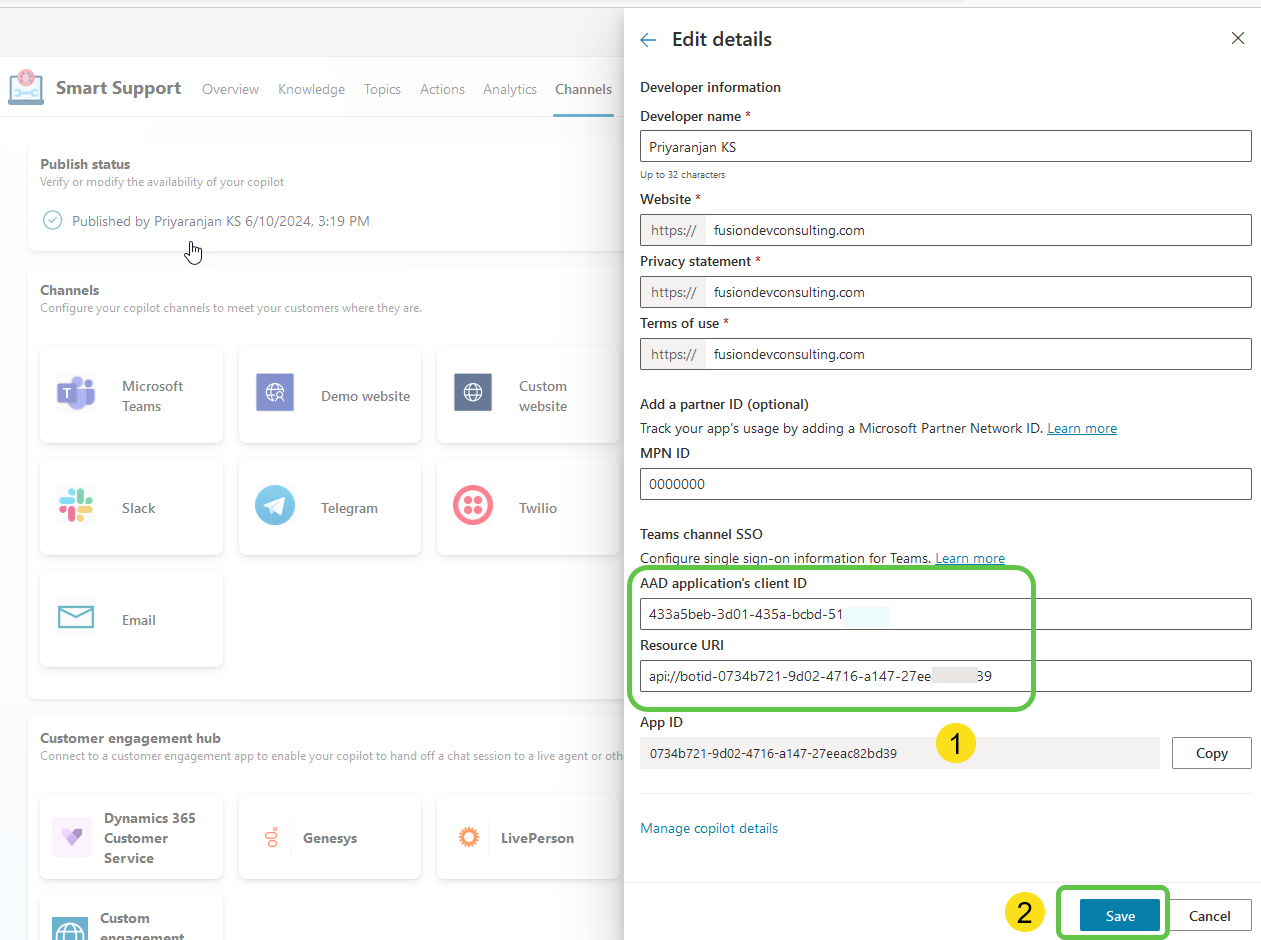 Smart Support
Overview
Knowledge
Topics
Actions
Analytics
Channels
Publish status
Verify or modify the availability of your copilot
Published by Priyaranjan KS 6/10/2024, 3:19 PM
Channels
Configure your copilot channels to meet your customers where they are.
Microsoft
Teams
Demo website
Custom
website
Slack
Telegram
Twilio
Email
Customer engagement hub
Connect to a customer engagement app to enable your copilot to hand off a chat session to a live agent or
Dynamics 365
Customer
Service
Genesys
LivePerson
Custom
engagement
Edit details
Developer information
Developer name *
Priyaranjan KS
Up to 32 characters
Website *
https:// fusiondevconsulting.com
Privacy statement *
https:// fusiondevconsulting.com
Terms of use *
https:// fusiondevconsulting.com
Add a partner ID (optional)
Track your app's usage by adding a Microsoft Partner Network ID. Learn more
MPN ID
0000000
Teams channel SSO
Configure single sign-on information for Teams. Learn more
AAD application's client ID
433a5beb-3d01-435a-bcbd-51
Resource URI
api://botid-0734b721-9d02-4716-a147-27ee 39
App ID
0734b721-9d02-4716-a147-27eeac82bd39
1
Copy
Manage copilot details
2
Save
Cancel